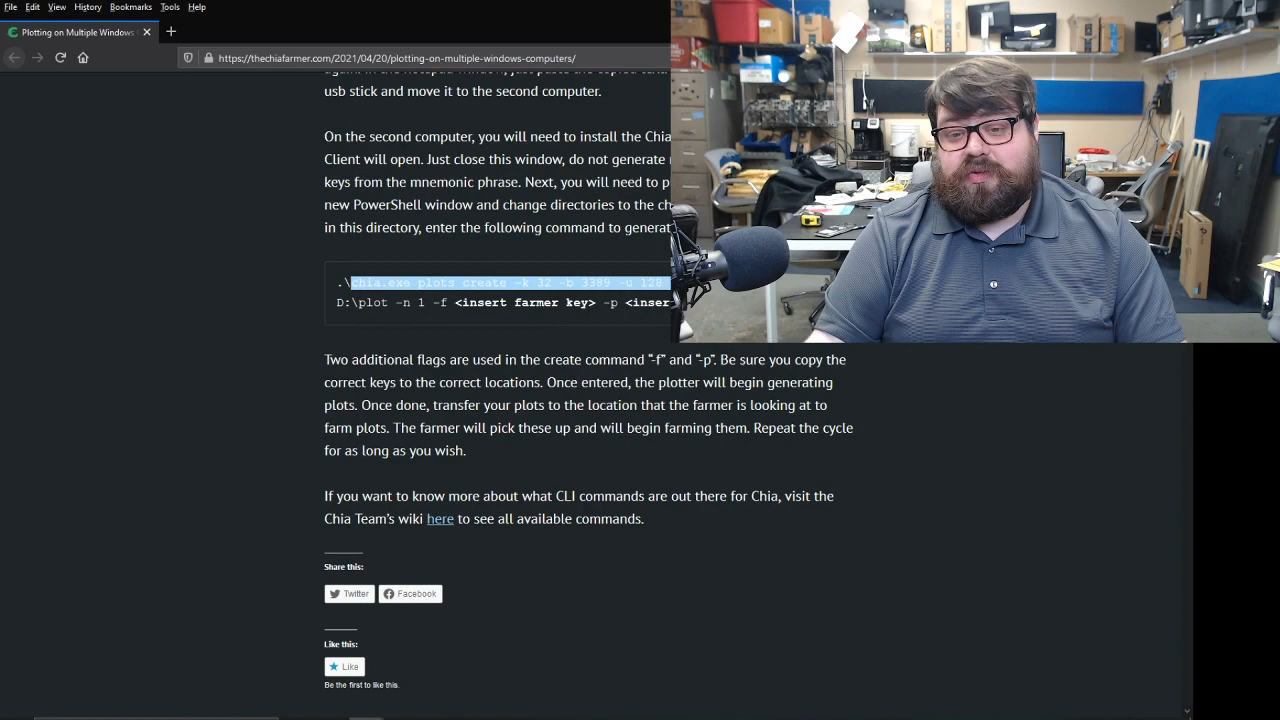 File Edit View History Bookmarks Tools Help
Plotting on Multiple Windows
https://thechiafarmer.com/2021/04/20/plotting-on-multiple-windows-computers/
usb stick and move it to the second computer.
On the second computer, you will need to install the Chia
Client will open. Just close this window, do not generate
keys from the mnemonic phrase. Next, you will need to p
new PowerShell window and change directories to the ch
in this directory, enter the following command to generat
.\chia.exe plots create -k 32 -b 3389 -u 128
D:\plot -n 1 -f <insert farmer key> -p <inser
Two additional flags are used in the create command “-f” and “-p”. Be sure you copy the
correct keys to the correct locations. Once entered, the plotter will begin generating
plots. Once done, transfer your plots to the location that the farmer is looking at to
farm plots. The farmer will pick these up and will begin farming them. Repeat the cycle
for as long as you wish.
If you want to know more about what CLI commands are out there for Chia, visit the
Chia Team’s wiki here to see all available commands.
Share this:
Twitter Facebook
Like this:
Like
Be the first to like this.